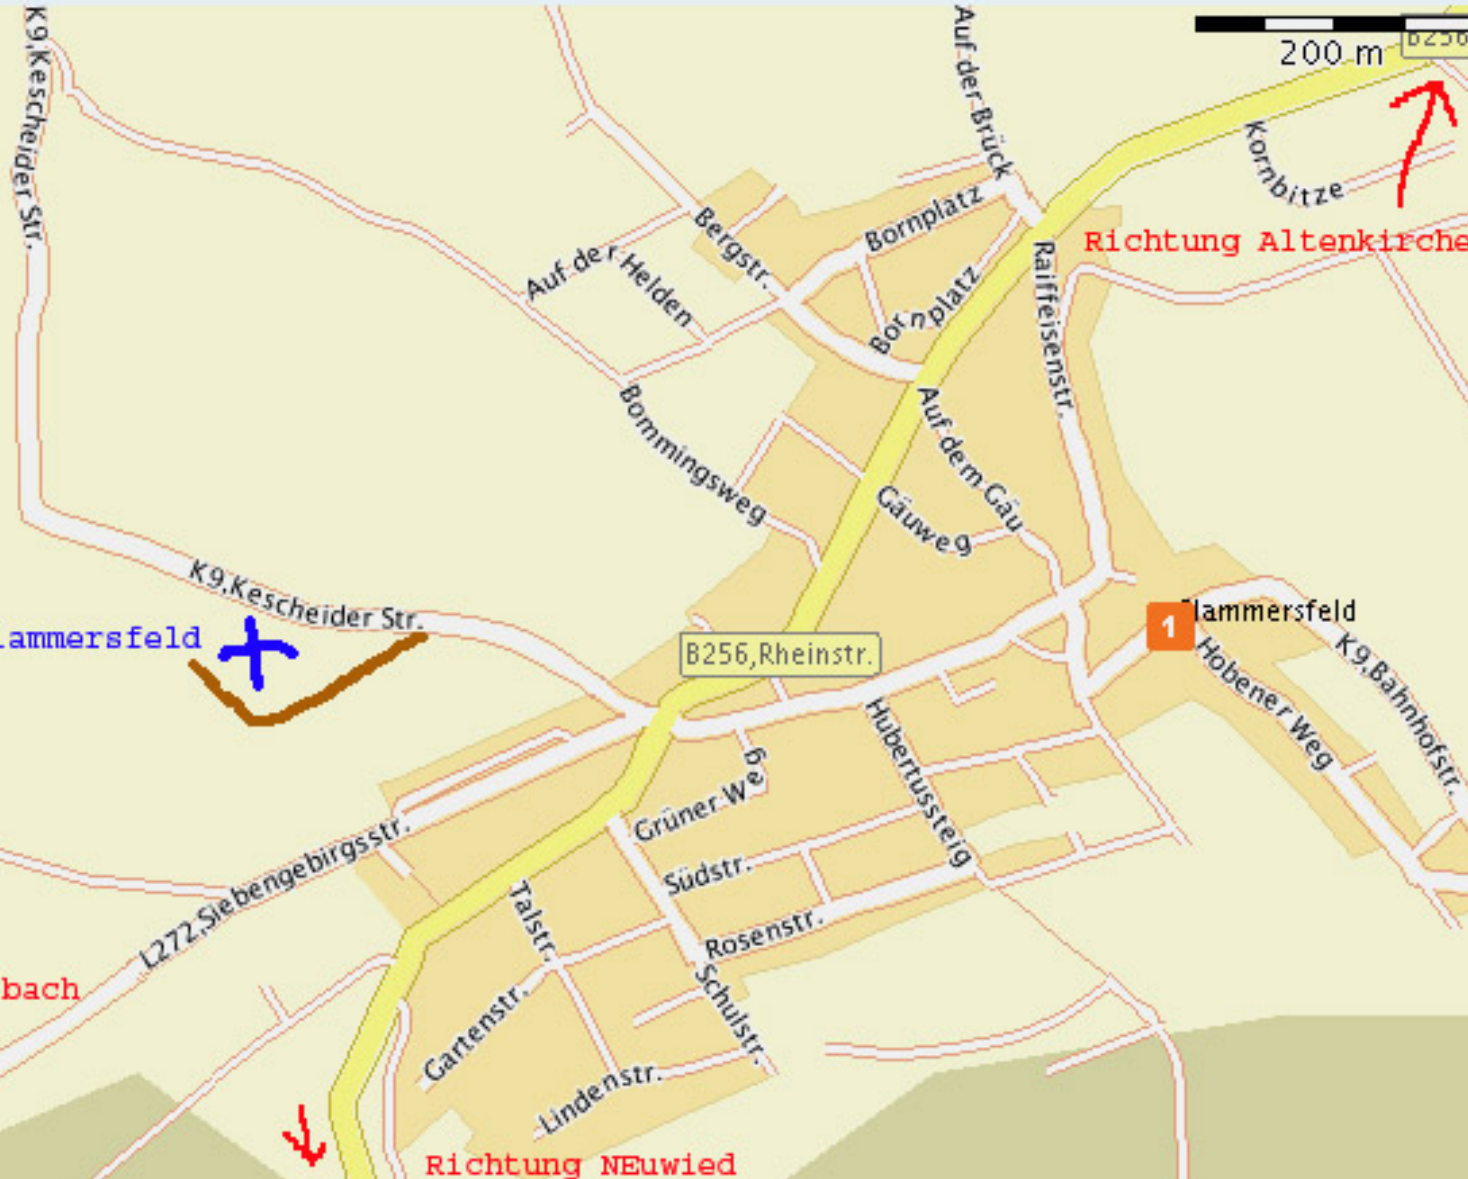 K9,Kescheider Str.
Auf der Brück
200 m
B256
Kornbitze
Richtung Altenkirche
Bornplatz
Bergstr.
Auf der Helden
Bornplatz
Raiffeisenstr.
Bommingsweg
Auf dem Gäu
Gäuweg
K9,Kescheider Str.
ammersfeld
B256,Rheinstr.
1
Hammersfeld
Hobener Weg
K9,Bahnhofstr.
Hubertussteig
Grüner Weg
Südstr.
L272,Siebengebirgsstr.
Talstr.
Rosenstr.
bach
Schulstr.
Gartenstr.
Lindenstr.
Richtung NEuwied